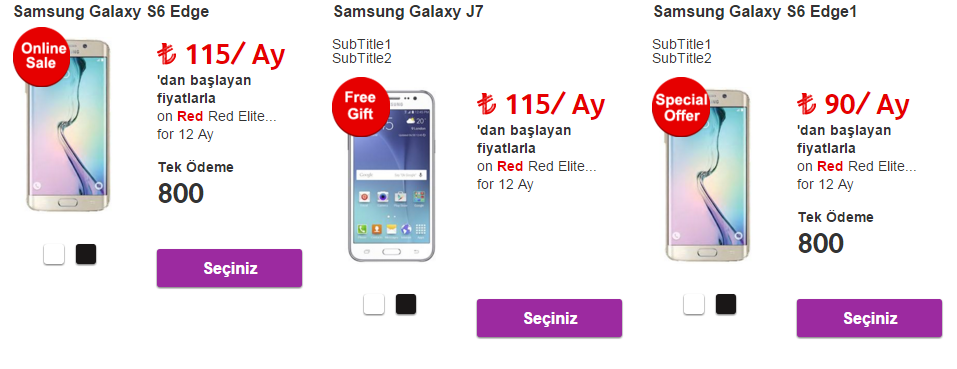 Samsung Galaxy S6 Edge
Online
Sale
₺ 115/ Ay
'dan başlayan
fiyatlarla
on Red Red Elite...
for 12 Ay
Tek Ödeme
800
Seçiniz
Samsung Galaxy J7
SubTitle1
SubTitle2
Free
Gift
SAMSUNG
₺ 115/ Ay
'dan başlayan
fiyatlarla
on Red Red Elite...
for 12 Ay
Seçiniz
Samsung Galaxy S6 Edge1
SubTitle1
SubTitle2
Special
Offer
₺ 90/ Ay
'dan başlayan
fiyatlarla
on Red Red Elite...
for 12 Ay
Tek Ödeme
800
Seçiniz